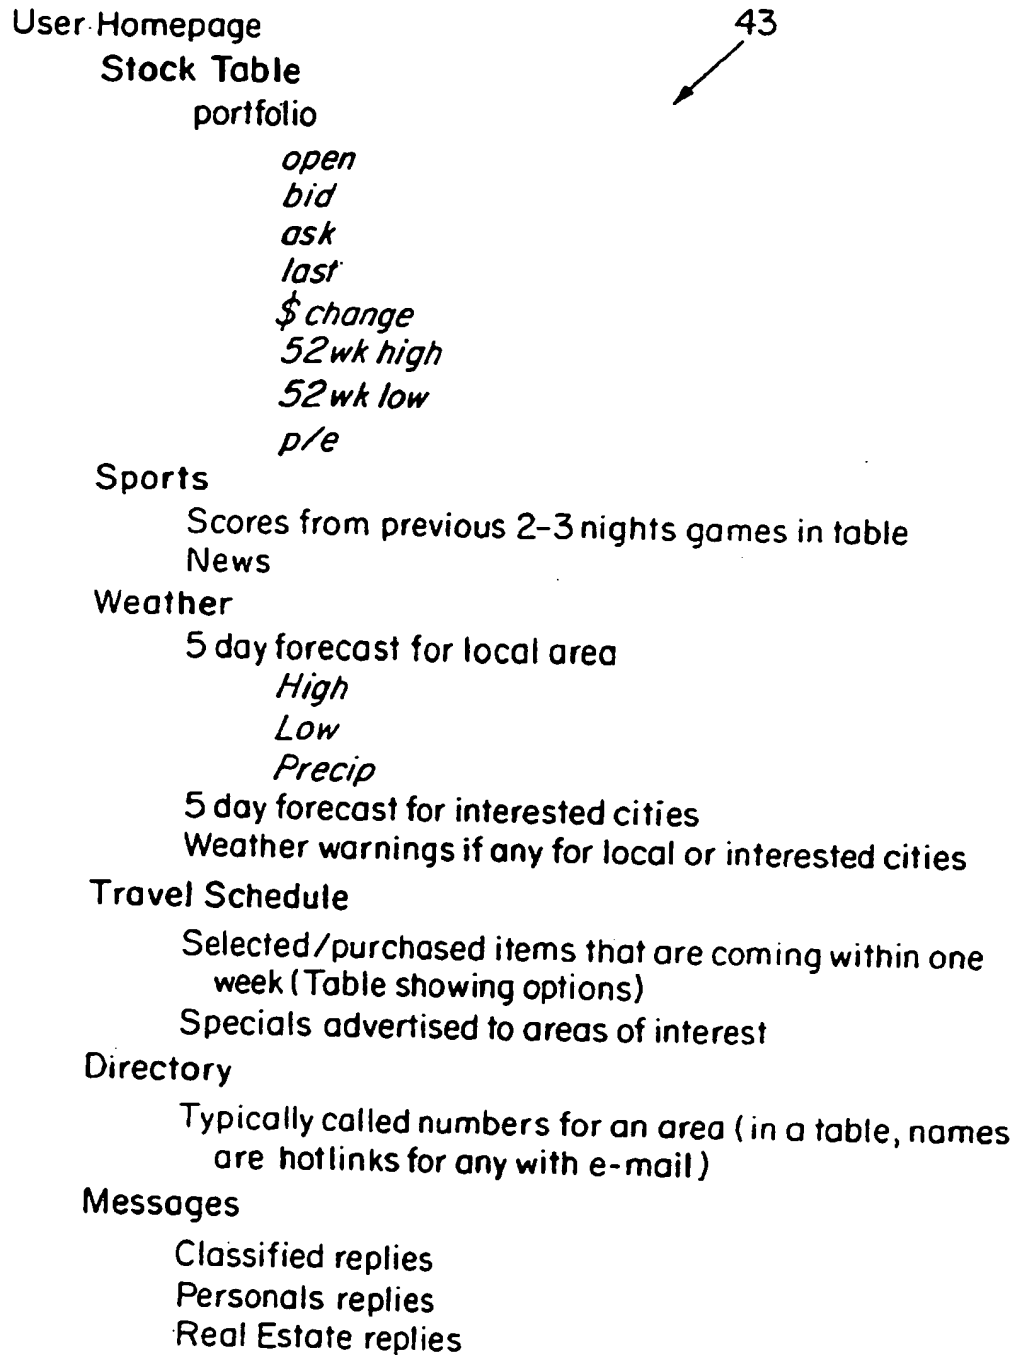 User Homepage 43
Stock Table
portfolio
open
bid
ask
last
$ change
52 wk high
52 wk low
p/e
Sports
Scores from previous 2-3 nights games in table
News
Weather
5 day forecast for local area
High
Low
Precip
5 day forecast for interested cities
Weather warnings if any for local or interested cities
Travel Schedule
Selected/purchased items that are coming within one
week (Table showing options)
Specials advertised to areas of interest
Directory
Typically called numbers for an area (in a table, names
are hotlinks for any with e-mail)
Messages
Classified replies
Personals replies
Real Estate replies